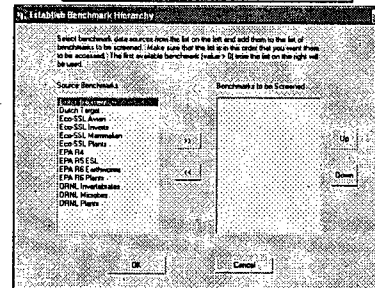 Establish Benchmark Hierarchy
Select benchmark data sources from the list on the left and add them to the list of
benchmarks to be screened. Make sure that the list is in the order that you want them
to be accessed. The first available benchmark (value > 0) from the list on the right will
be used.
Source Benchmarks
Benchmarks to be Screened
Dutch Target
Eco-SSL Avian
Eco-SSL Inverts
Eco-SSL Mammalian
Eco-SSL Plants
EPA R4
EPA R5 ESL
EPA R6 Earthworms
EPA R6 Plants
ORNL Invertebrates
ORNL Microbes
ORNL Plants
>>
<<
Up
Down
OK
Cancel